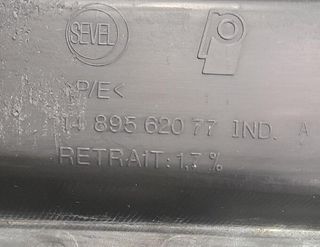 SEVEL
>P/E<
14 895 620 77 IND. A
RETRAiT: 1,7 %